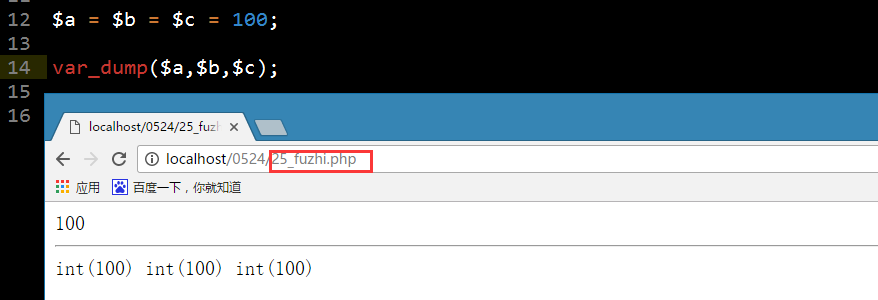 12 $a = $b = $c = 100;
13
14 var_dump($a,$b,$c);
15
16
localhost/0524/25_fuzh
localhost/0524/25_fuzhi.php
应用 百度一下，你就知道
100
int(100) int(100) int(100)